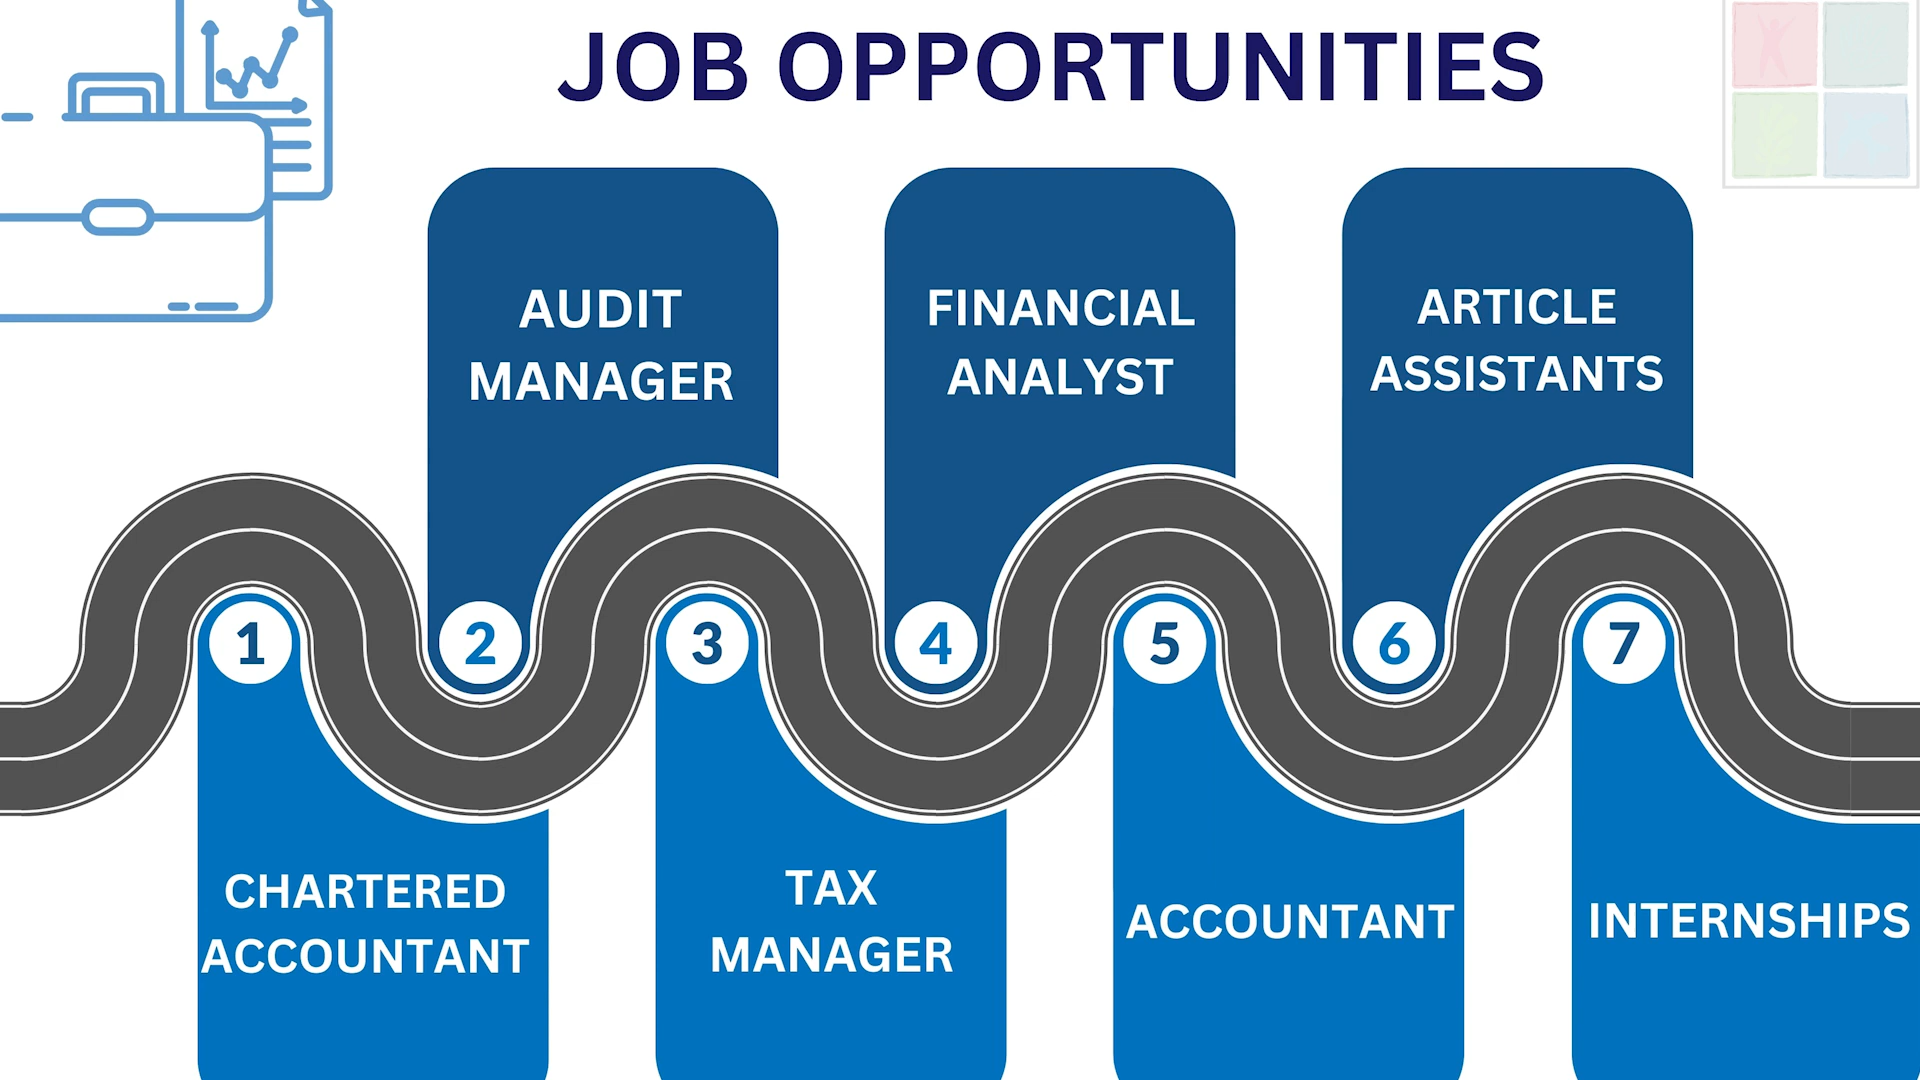 JOB OPPORTUNITIES
1
CHARTERED
ACCOUNTANT
2
AUDIT
MANAGER
3
TAX
MANAGER
4
FINANCIAL
ANALYST
5
ACCOUNTANT
6
ARTICLE
ASSISTANTS
7
INTERNSHIPS